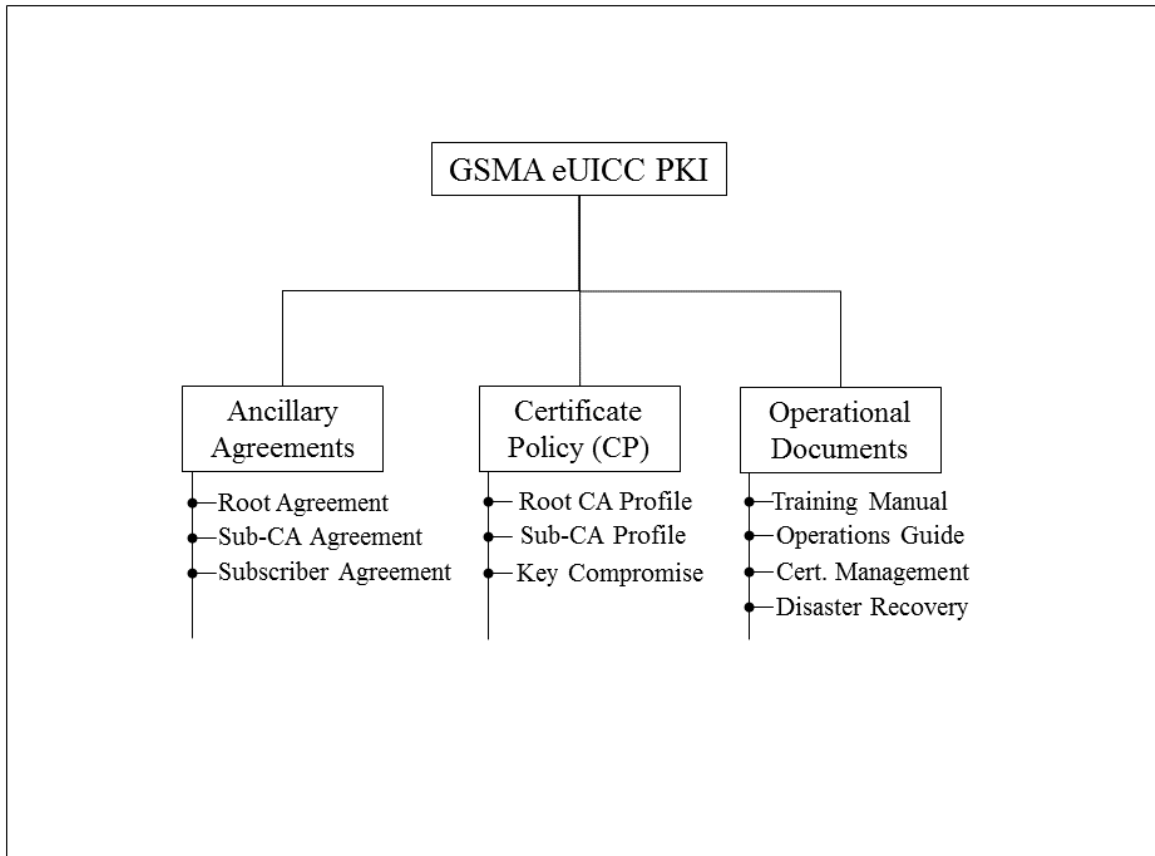 GSMA eUICC PKI
Ancillary
Agreements
Root Agreement
Sub-CA Agreement
Subscriber Agreement
Certificate
Policy (CP)
Root CA Profile
Sub-CA Profile
Key Compromise
Operational
Documents
Training Manual
Operations Guide
Cert. Management
Disaster Recovery